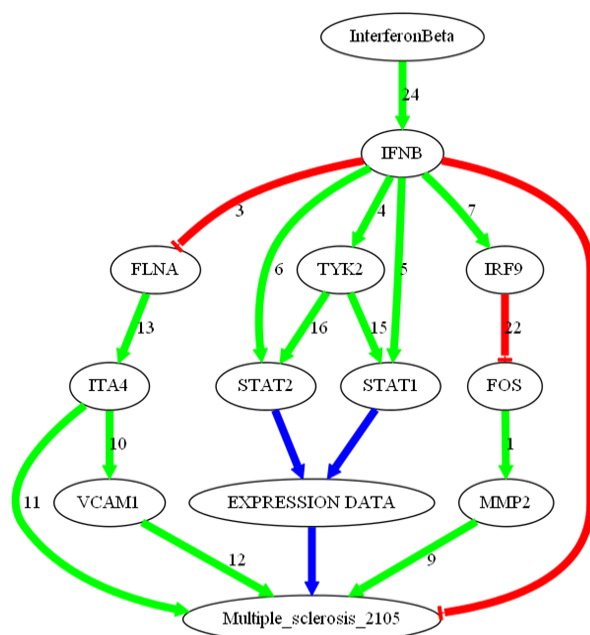 InterferonBeta
24
IFNB
3
4
7
6
5
FLNA
TYK2
IRF9
13
16
15
22
ITA4
STAT2
STAT1
FOS
10
1
11
VCAM1
EXPRESSION DATA
MMP2
12
9
Multiple_sclerosis_2105